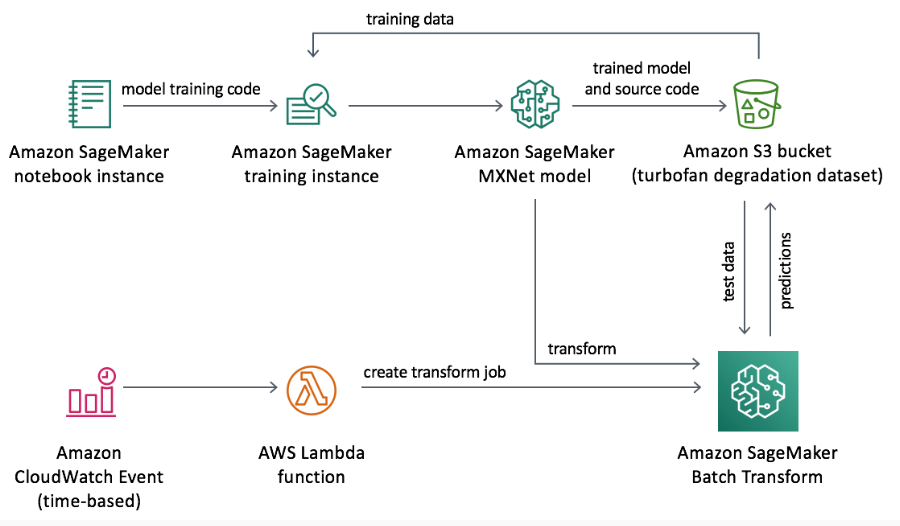 training data
model training code
trained model
and source code
Amazon SageMaker
notebook instance
Amazon SageMaker
training instance
Amazon SageMaker
MXNet model
Amazon S3 bucket
(turbofan degradation dataset)
test data
predictions
transform
create transform job
Amazon
CloudWatch Event
(time-based)
AWS Lambda
function
Amazon SageMaker
Batch Transform